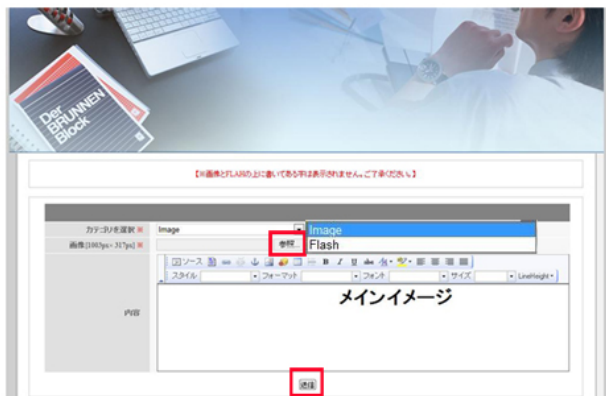 Der
BRUNNEN
Block
【※画像とFLASHの上に書いてある字は表示されません。ご了承ください。】
カテゴリを選択 ※ Image Image
Flash
画像[1003px× 317px] ※ 参照...
ソース B I U abc
スタイル フォーマット フォント サイズ LineHeight
内容
メインイメージ
送信